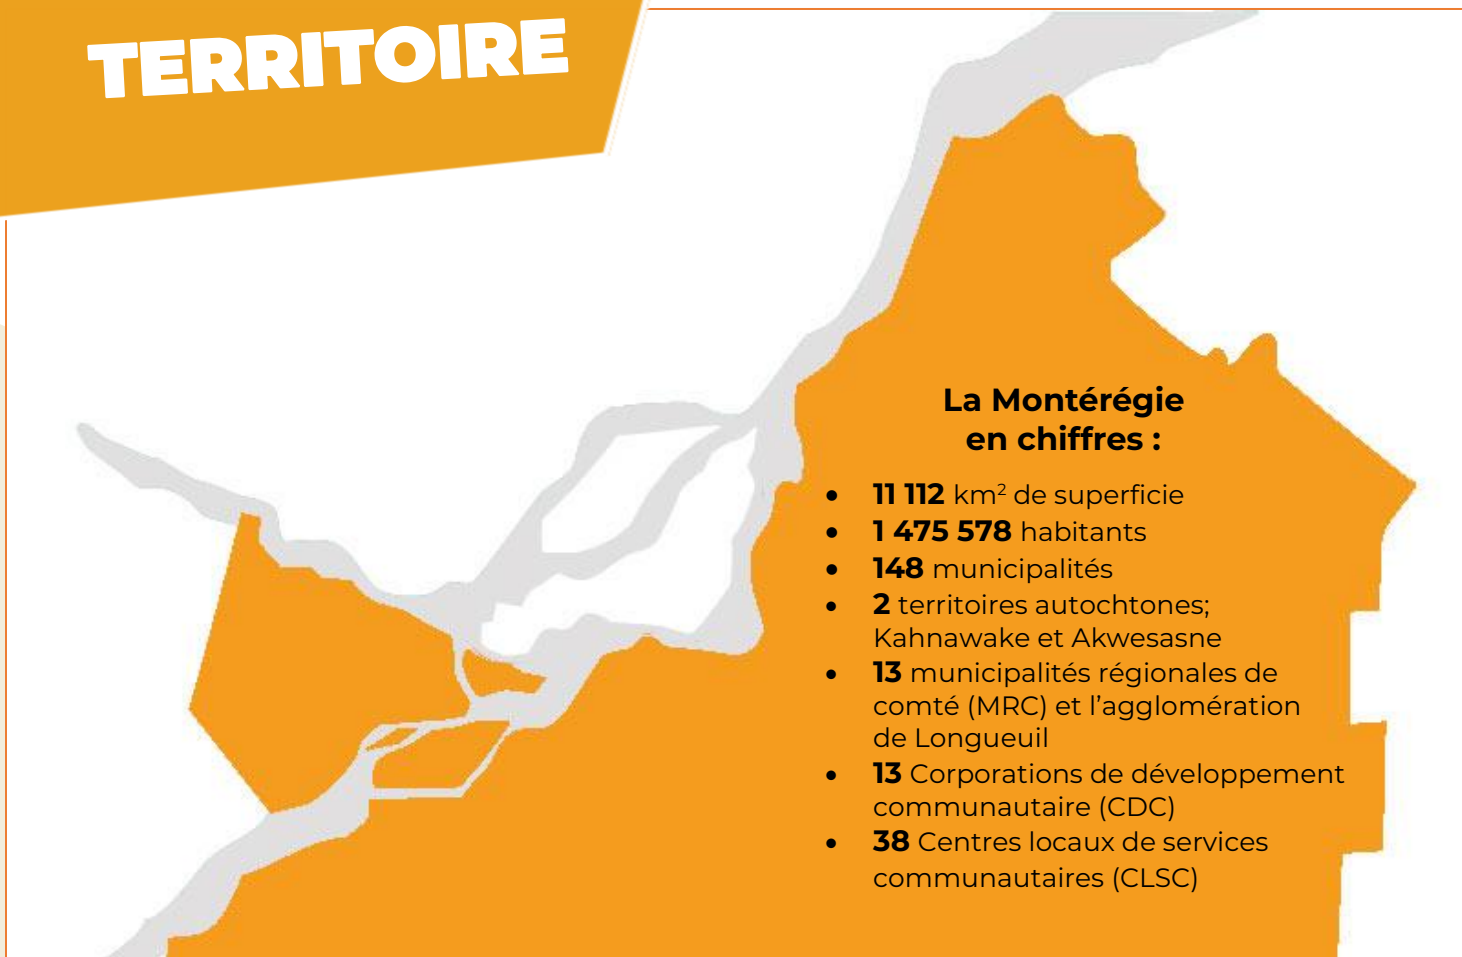 TERRITOIRE
La Montérégie
en chiffres :
• 11 112 km² de superficie
• 1 475 578 habitants
• 148 municipalités
• 2 territoires autochtones;
Kahnawake et Akwesasne
• 13 municipalités régionales de
comté (MRC) et l’agglomération
de Longueuil
• 13 Corporations de développement
communautaire (CDC)
• 38 Centres locaux de services
communautaires (CLSC)